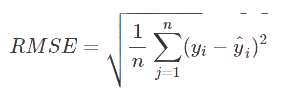 RMSE = √(1/n ∑_{j=1}^{n} (y_i − ŷ_i)²)